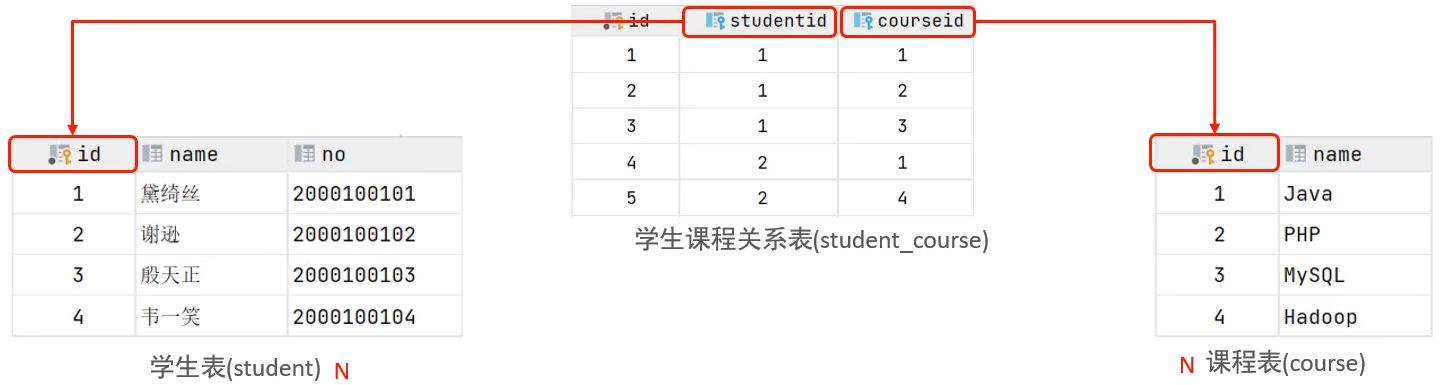 id studentid courseid
1 1 1
2 1 2
3 1 3
4 2 1
5 2 4
学生课程关系表(student_course)
id name no
1 黛绮丝 2000100101
2 谢逊 2000100102
3 殷天正 2000100103
4 韦一笑 2000100104
学生表(student) N
id name
1 Java
2 PHP
3 MySQL
4 Hadoop
N 课程表(course)